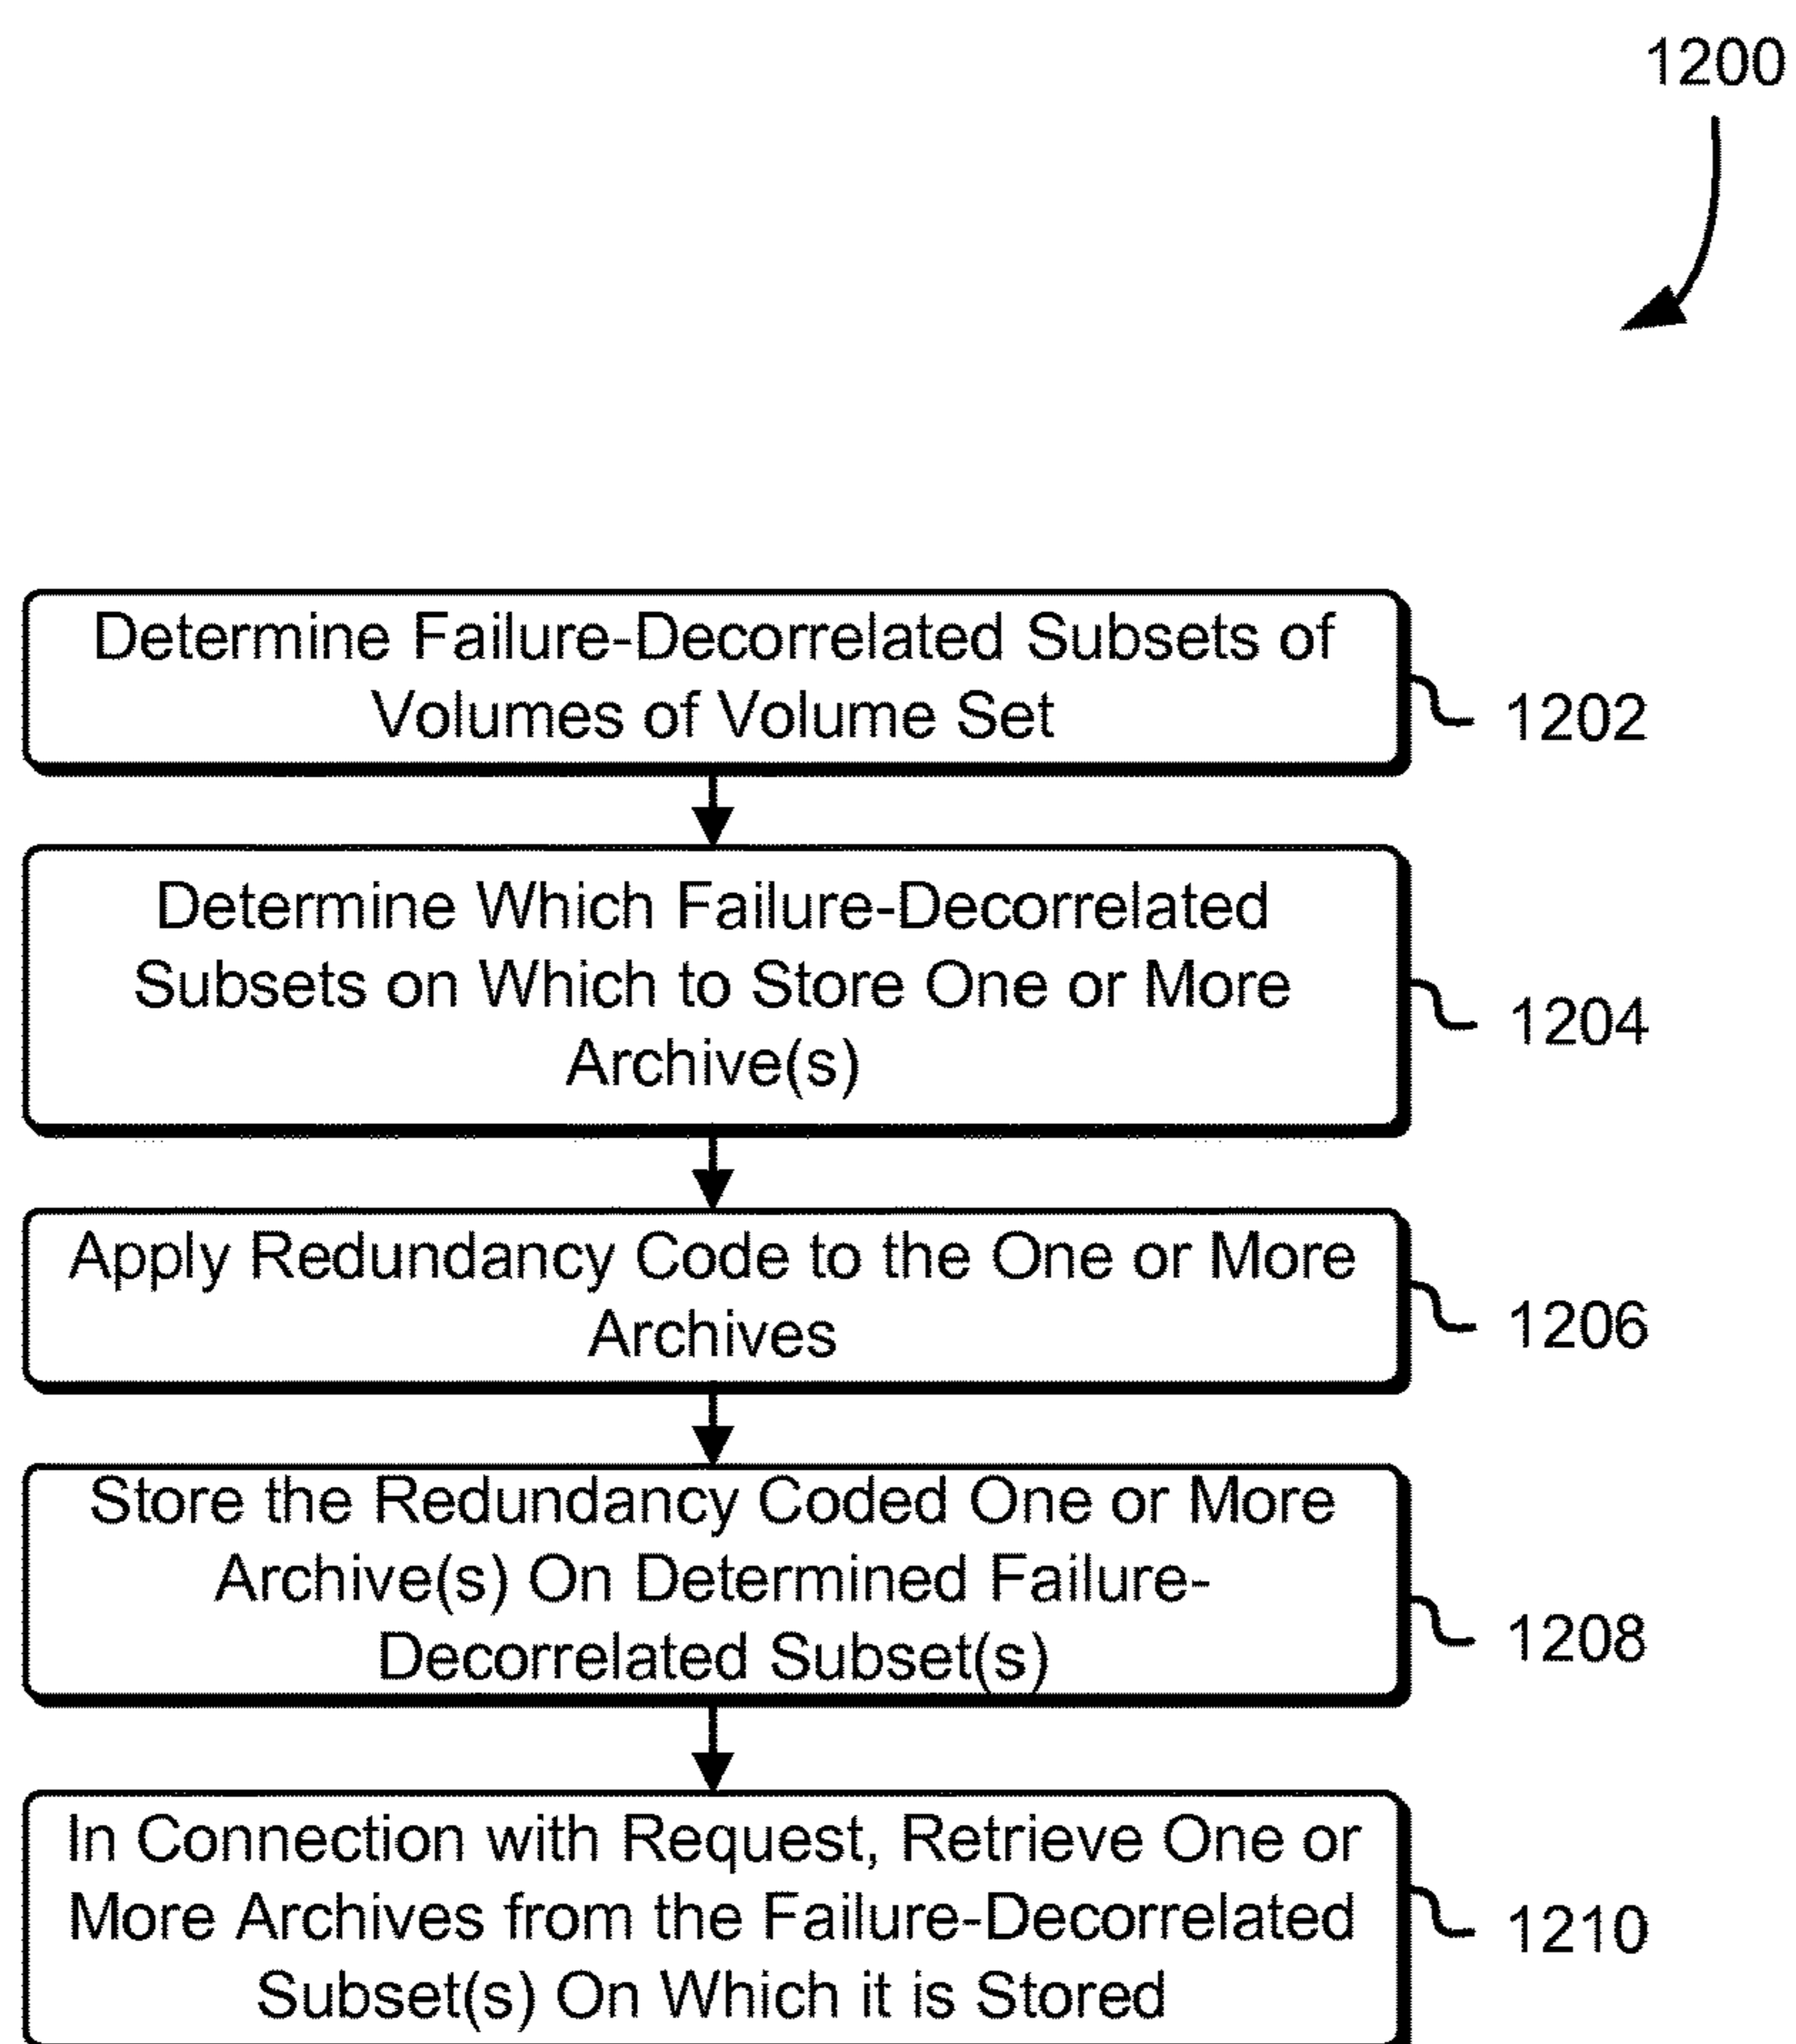 1200
Determine Failure-Decorrelated Subsets of
Volumes of Volume Set
1202
Determine Which Failure-Decorrelated
Subsets on Which to Store One or More
Archive(s)
1204
Apply Redundancy Code to the One or More
Archives
1206
Store the Redundancy Coded One or More
Archive(s) On Determined Failure-
Decorrelated Subset(s)
1208
In Connection with Request, Retrieve One or
More Archives from the Failure-Decorrelated
Subset(s) On Which it is Stored
1210